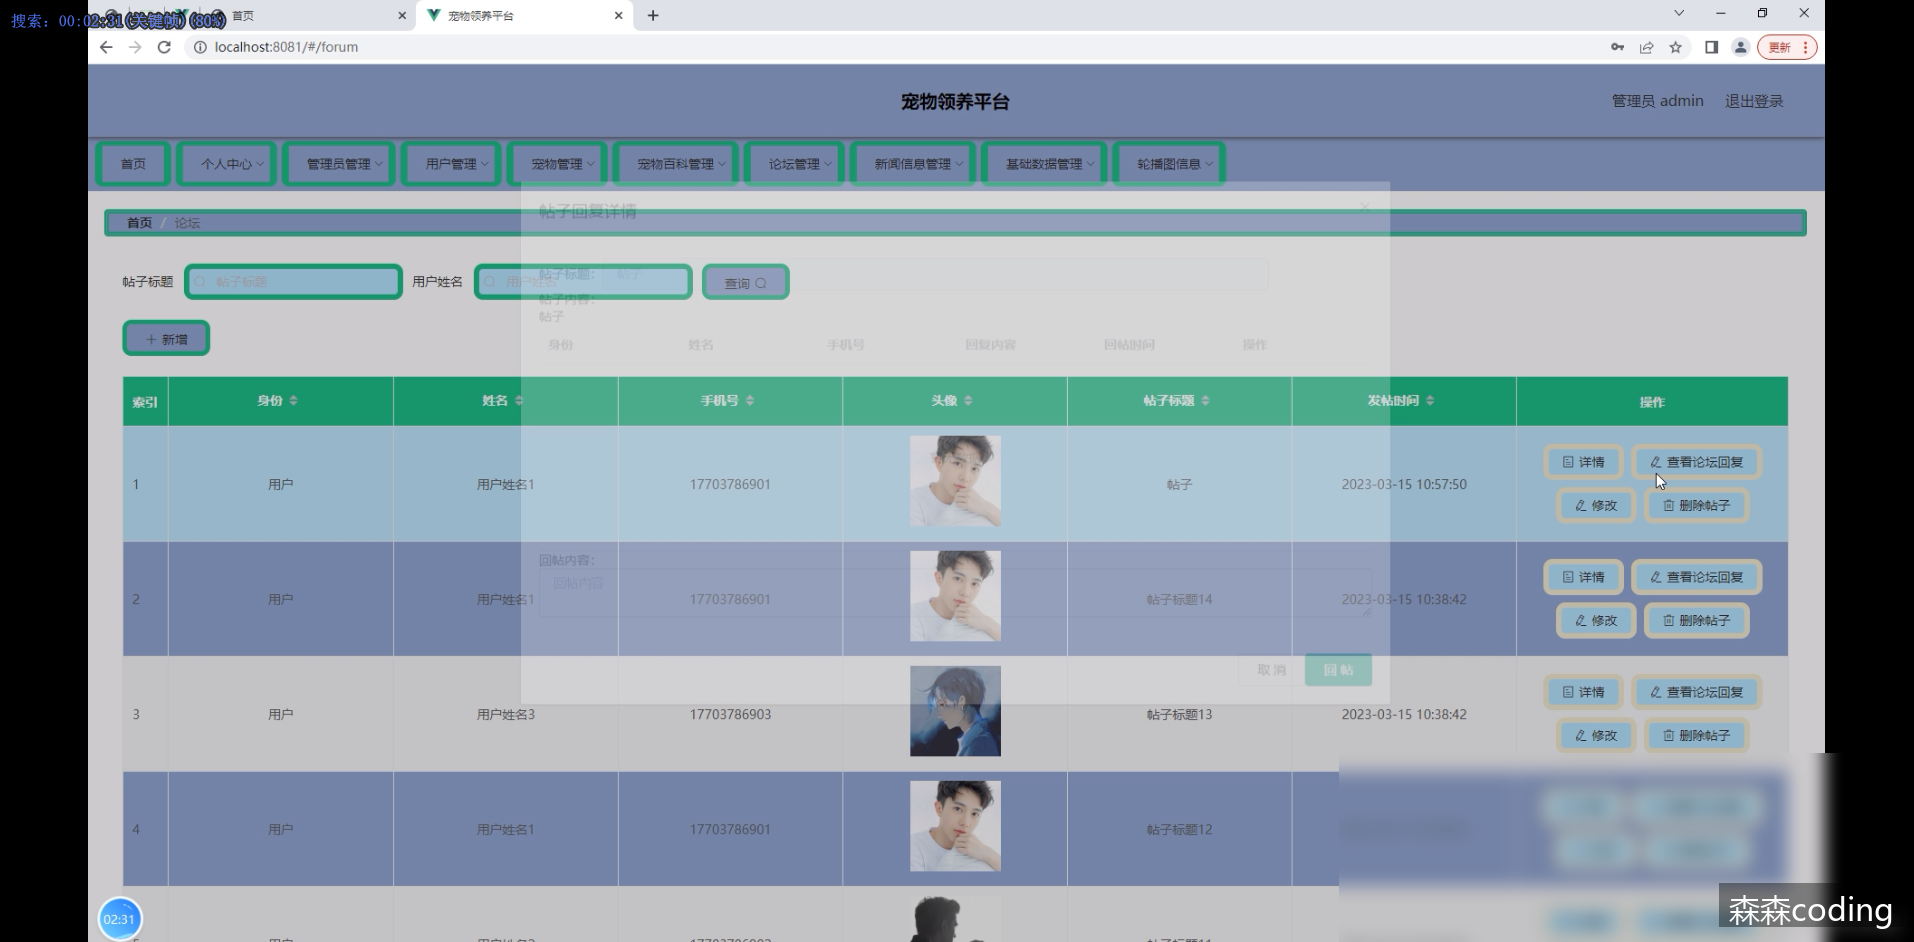 搜索: 00:02:31(关键帧)(80%)
首页
宠物领养平台
localhost:8081/#/forum
更新
宠物领养平台
管理员 admin
退出登录
首页
个人中心
管理员管理
用户管理
宠物管理
宠物百科管理
论坛管理
新闻信息管理
基础数据管理
轮播图信息
帖子回复详情
首页 / 论坛
帖子标题
帖子标题
用户姓名
查询
帖子标题:
帖子
帖子内容:
帖子
+ 新增
身份 姓名 手机号 回复内容 回帖时间 操作
索引 身份 姓名 手机号 头像 帖子标题 发帖时间 操作
1 用户 用户姓名1 17703786901 帖子 2023-03-15 10:57:50
详情 查看论坛回复
修改 删除帖子
回帖内容:
回帖内容
2 用户 用户姓名1 17703786901 帖子标题14 2023-03-15 10:38:42
详情 查看论坛回复
修改 删除帖子
取 消
回 帖
3 用户 用户姓名3 17703786903 帖子标题13 2023-03-15 10:38:42
详情 查看论坛回复
修改 删除帖子
4 用户 用户姓名1 17703786901 帖子标题12
02:31
森森coding